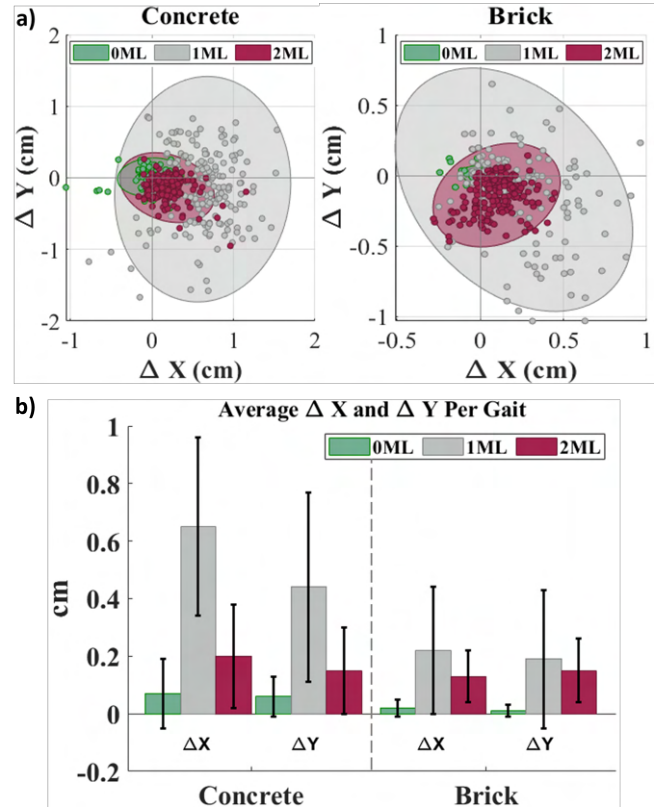 a)
Concrete
Brick
0ML 1ML 2ML
0ML 1ML 2ML
2
1
0
-1
-2
Δ Y (cm)
-1 0 1 2
Δ X (cm)
1
0.5
0
-0.5
-1
Δ Y (cm)
-0.5 0 0.5 1
Δ X (cm)
b)
Average Δ X and Δ Y Per Gait
0ML 1ML 2ML
1
0.8
0.6
0.4
0.2
0
-0.2
cm
ΔX ΔY ΔX ΔY
Concrete Brick